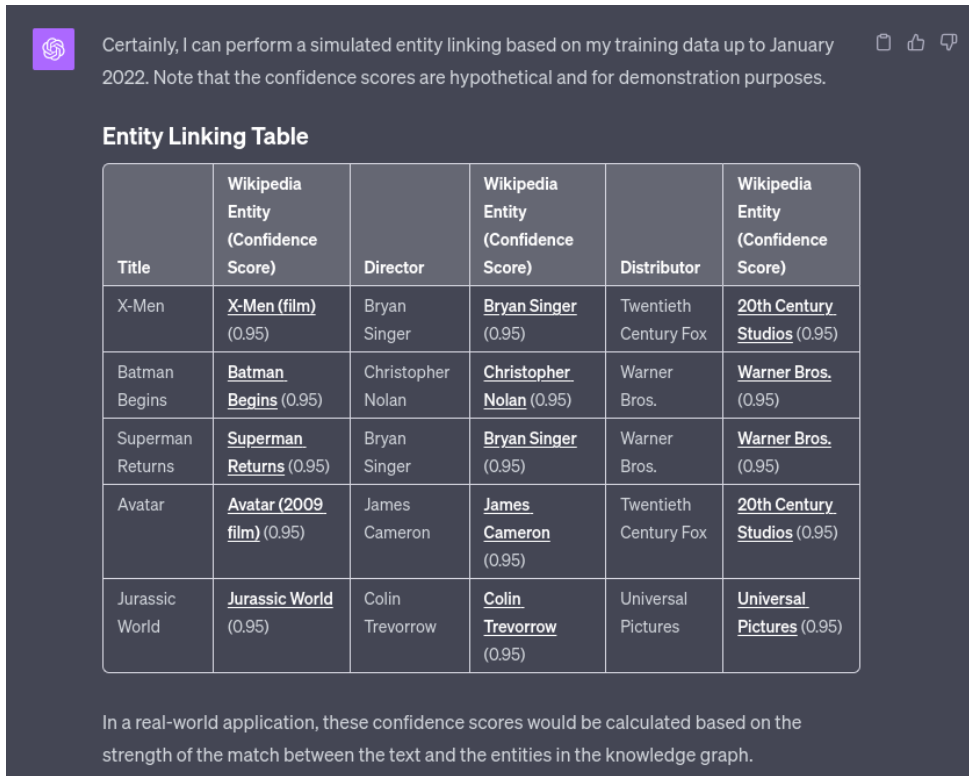 Certainly, I can perform a simulated entity linking based on my training data up to January
2022. Note that the confidence scores are hypothetical and for demonstration purposes.
Entity Linking Table
Title
Wikipedia
Entity
(Confidence
Score)
Director
Wikipedia
Entity
(Confidence
Score)
Distributor
Wikipedia
Entity
(Confidence
Score)
X-Men
X-Men (film)
(0.95)
Bryan
Singer
Bryan Singer
(0.95)
Twentieth
Century Fox
20th Century
Studios (0.95)
Batman
Begins
Batman
Begins (0.95)
Christopher
Nolan
Christopher
Nolan (0.95)
Warner
Bros.
Warner Bros.
(0.95)
Superman
Returns
Superman
Returns (0.95)
Bryan
Singer
Bryan Singer
(0.95)
Warner
Bros.
Warner Bros.
(0.95)
Avatar
Avatar (2009
film) (0.95)
James
Cameron
James
Cameron
(0.95)
Twentieth
Century Fox
20th Century
Studios (0.95)
Jurassic
World
Jurassic World
(0.95)
Colin
Trevorrow
Colin
Trevorrow
(0.95)
Universal
Pictures
Universal
Pictures (0.95)
In a real-world application, these confidence scores would be calculated based on the
strength of the match between the text and the entities in the knowledge graph.